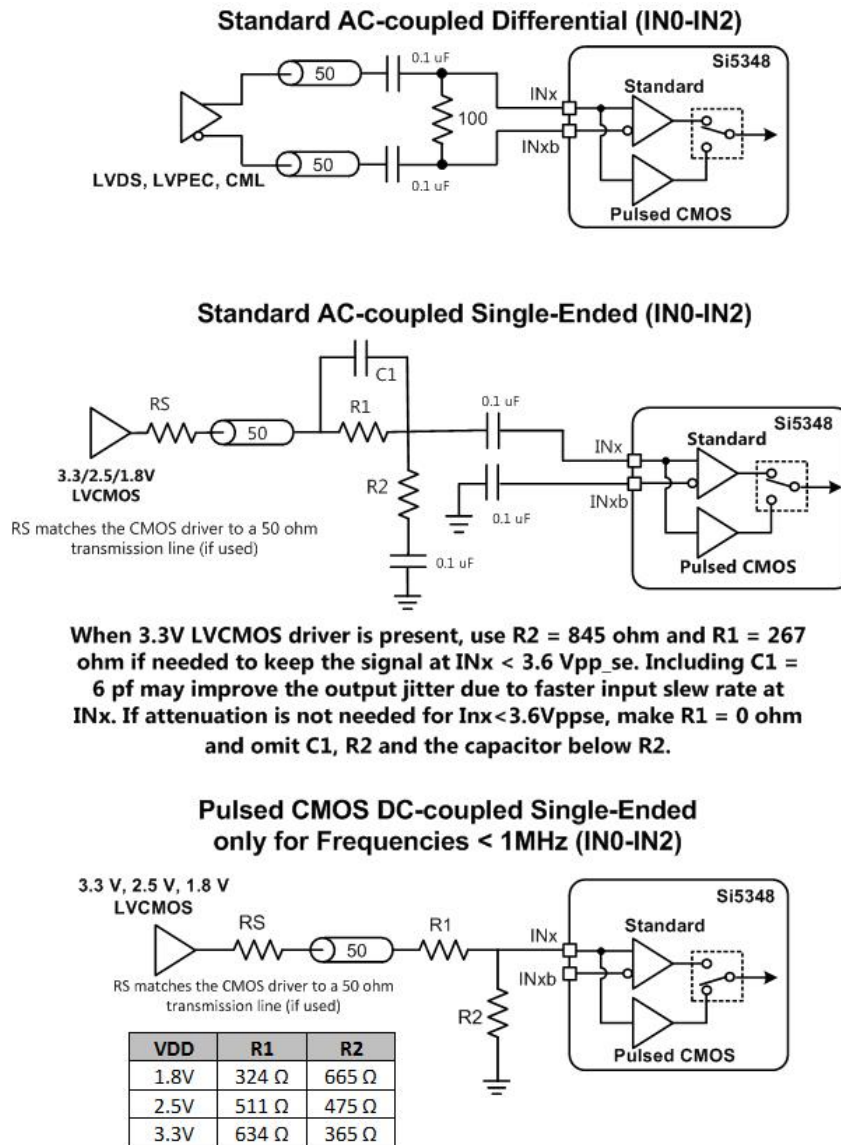 Standard AC-coupled Differential (IN0-IN2)
0.1 uF
Si5348
50
INx
Standard
100
INxb
50
LVDS, LVPEC, CML
0.1 uF
Pulsed CMOS
Standard AC-coupled Single-Ended (IN0-IN2)
C1
RS
R1
0.1 uF
Si5348
50
INx
Standard
3.3/2.5/1.8V
LVCMOS
R2
INxb
0.1 uF
RS matches the CMOS driver to a 50 ohm
transmission line (if used)
0.1 uF
Pulsed CMOS
When 3.3V LVCMOS driver is present, use R2 = 845 ohm and R1 = 267
ohm if needed to keep the signal at INx < 3.6 Vpp_se. Including C1 =
6 pf may improve the output jitter due to faster input slew rate at
INx. If attenuation is not needed for Inx<3.6Vppse, make R1 = 0 ohm
and omit C1, R2 and the capacitor below R2.
Pulsed CMOS DC-coupled Single-Ended
only for Frequencies < 1MHz (IN0-IN2)
3.3 V, 2.5 V, 1.8 V
LVCMOS
Si5348
RS
R1
INx
Standard
50
INxb
RS matches the CMOS driver to a 50 ohm
transmission line (if used)
R2
Pulsed CMOS
VDD R1 R2
1.8V 324 Ω 665 Ω
2.5V 511 Ω 475 Ω
3.3V 634 Ω 365 Ω